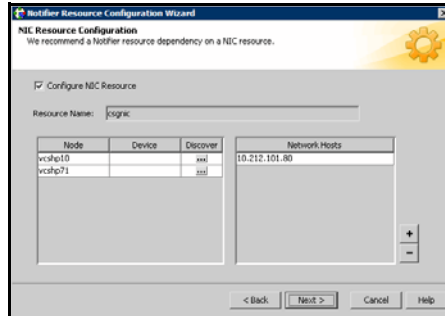 Notifier Resource Configuration Wizard
NIC Resource Configuration
We recommend a Notifier resource dependency on a NIC resource.
Configure NIC Resource
Resource Name: csgnic
Node Device Discover Network Hosts
vcshp10 ... 10.212.101.80
vcshp71 ...
+
-
< Back Next > Cancel Help